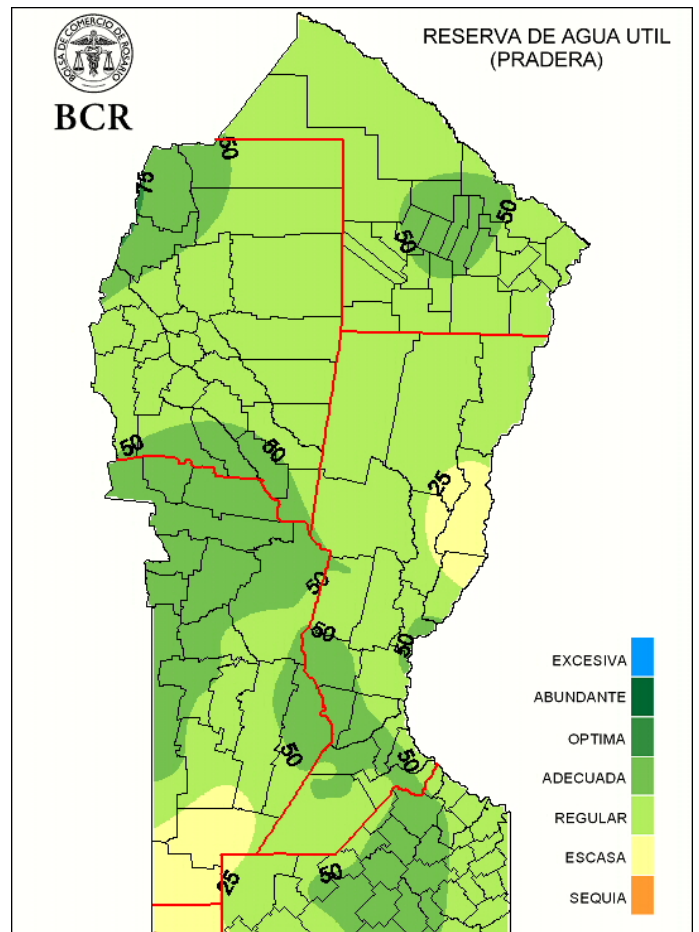 BOLSA DE COMERCIO DE ROSARIO
BCR
RESERVA DE AGUA UTIL
(PRADERA)
50
75
50
50
50
50
25
50
50
50
50
50
25
50
EXCESIVA
ABUNDANTE
OPTIMA
ADECUADA
REGULAR
ESCASA
SEQUIA